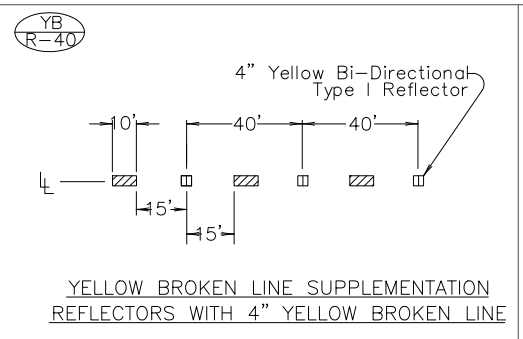 YB
R-40
4" Yellow Bi-Directional
Type I Reflector
10'
40'
40'
15'
15'
YELLOW BROKEN LINE SUPPLEMENTATION
REFLECTORS WITH 4" YELLOW BROKEN LINE